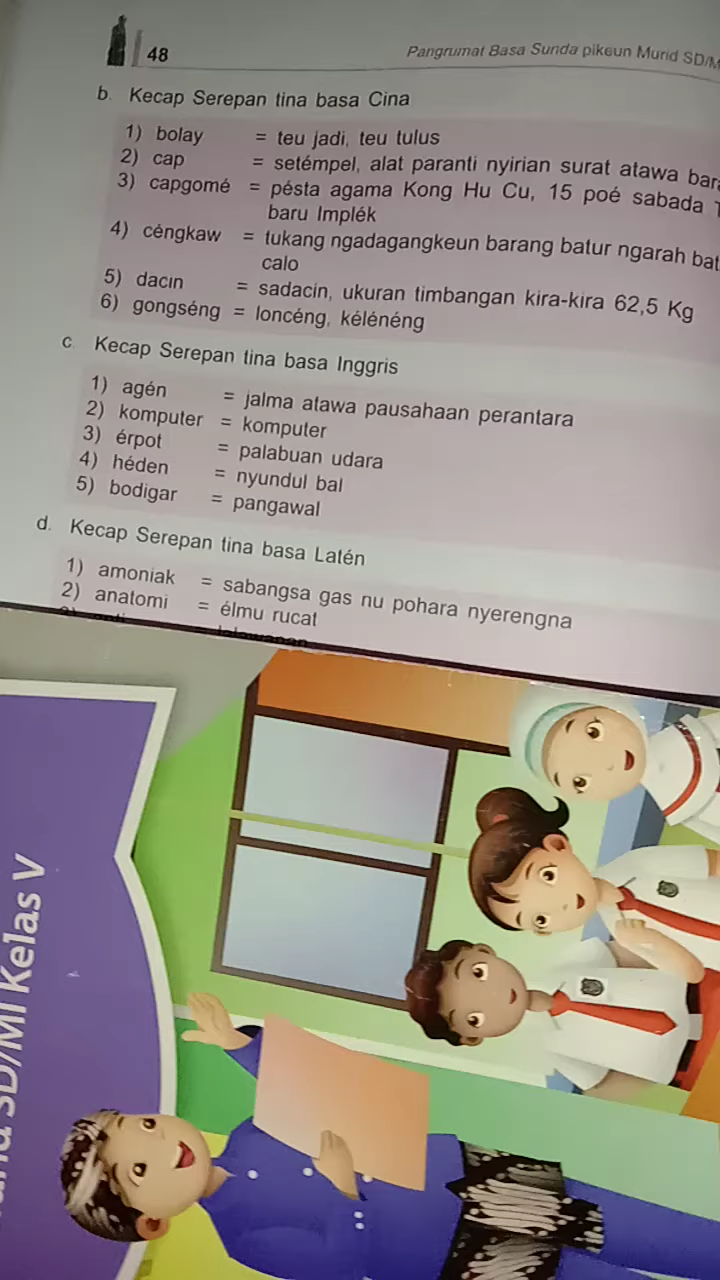 48
Pangrumat Basa Sunda pikeun Murid SD/M
b. Kecap Serepan tina basa Cina
1) bolay = teu jadi, teu tulus
2) cap = setémpel, alat paranti nyirian surat atawa bara
3) capgomé = pésta agama Kong Hu Cu, 15 poé sabada
baru Implék
4) céngkaw = tukang ngadagangkeun barang batur ngarah bat
calo
5) dacin = sadacin, ukuran timbangan kira-kira 62,5 Kg
6) gongséng = loncéng, kélénéng
c. Kecap Serepan tina basa Inggris
1) agén = jalma atawa pausahaan perantara
2) komputer = komputer
3) érpot = palabuan udara
4) héden = nyundul bal
5) bodigar = pangawal
d. Kecap Serepan tina basa Latén
1) amoniak = sabangsa gas nu pohara nyerengna
2) anatomi = élmu rucat
SD/MI Kelas V